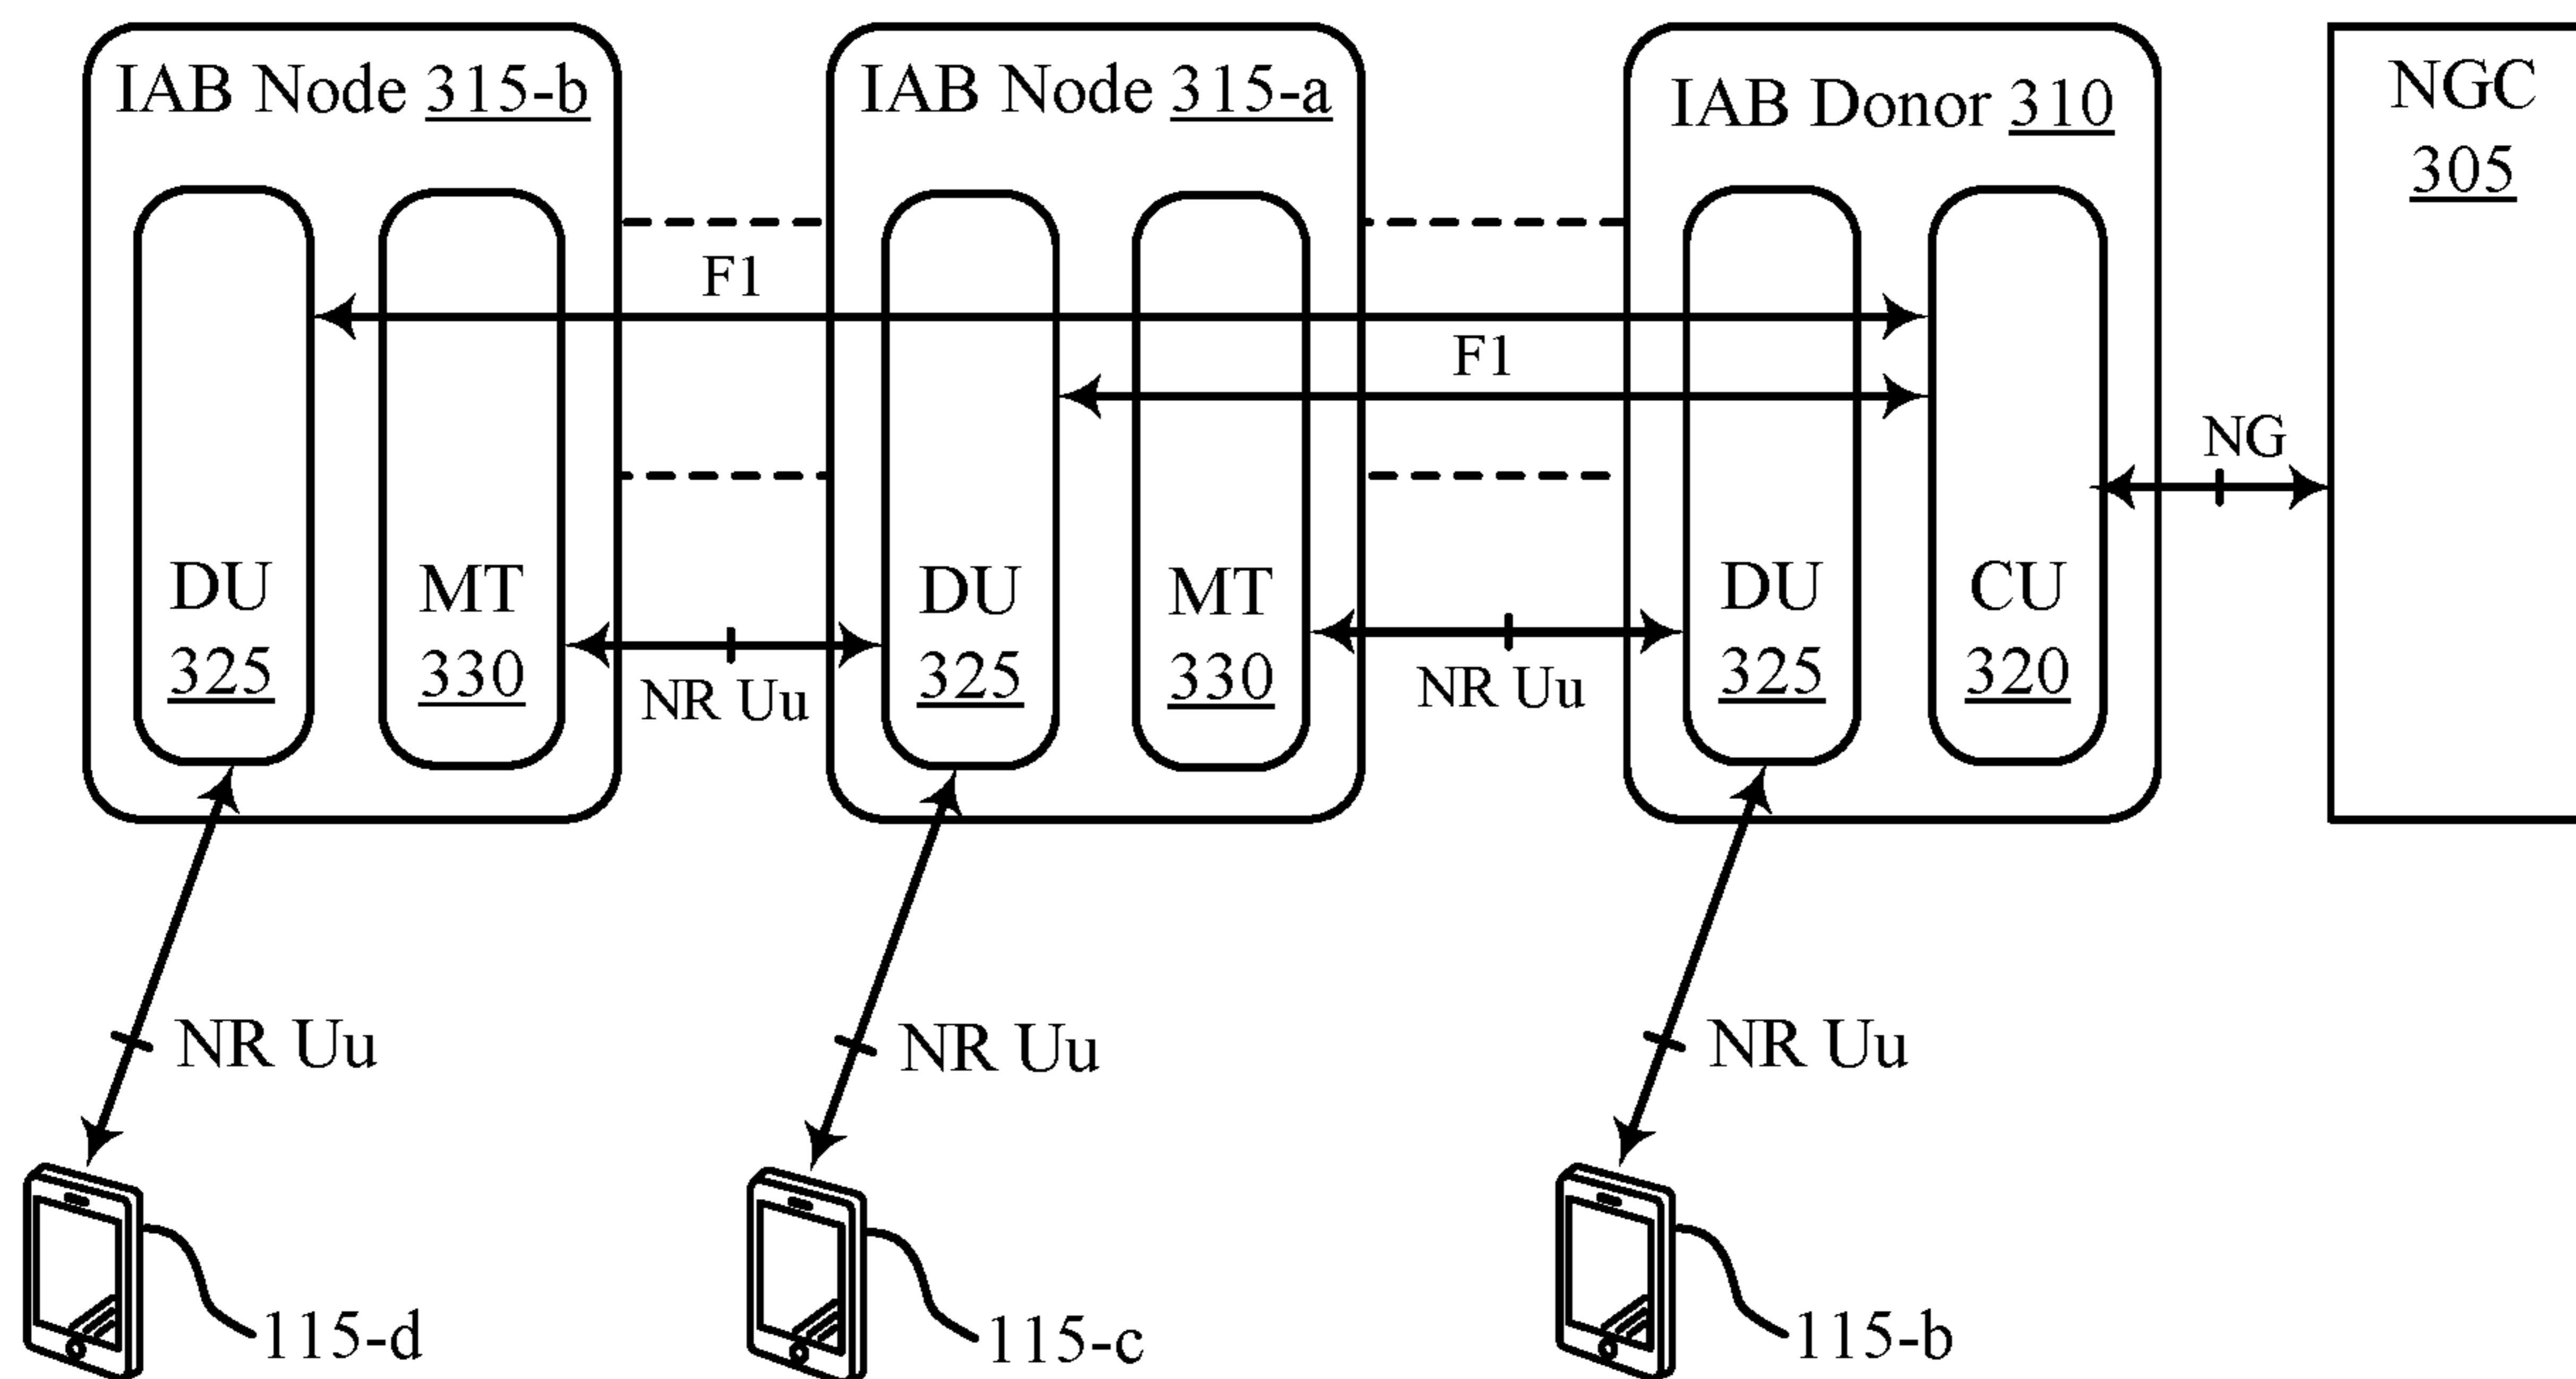 IAB Node 315-b
IAB Node 315-a
IAB Donor 310
NGC
305
F1
F1
NG
DU
325
MT
330
DU
325
MT
330
DU
325
CU
320
NR Uu
NR Uu
NR Uu
NR Uu
NR Uu
115-d
115-c
115-b